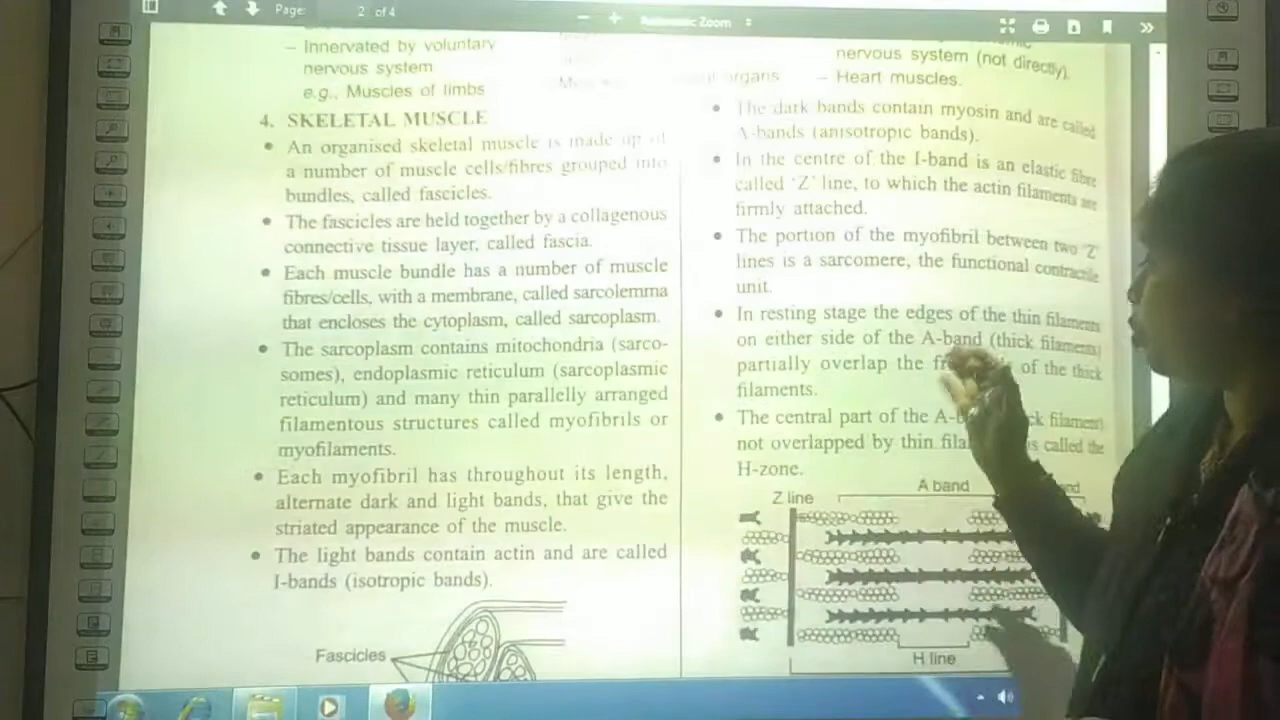 Page:
2 of 4
Automatic Zoom
– Innervated by voluntary
nervous system
e.g., Muscles of limbs
organs
nervous system (not directly).
– Heart muscles.
4. SKELETAL MUSCLE
• An organised skeletal muscle is made up of
a number of muscle cells/fibres grouped into
bundles, called fascicles.
• The fascicles are held together by a collagenous
connective tissue layer, called fascia.
• Each muscle bundle has a number of muscle
fibres/cells, with a membrane, called sarcolemma
that encloses the cytoplasm, called sarcoplasm.
• The sarcoplasm contains mitochondria (sarco-
somes), endoplasmic reticulum (sarcoplasmic
reticulum) and many thin parallelly arranged
filamentous structures called myofibrils or
myofilaments.
• Each myofibril has throughout its length,
alternate dark and light bands, that give the
striated appearance of the muscle.
• The light bands contain actin and are called
I-bands (isotropic bands).
Fascicles
• The dark bands contain myosin and are called
A-bands (anisotropic bands).
• In the centre of the I-band is an elastic fibre
called 'Z' line, to which the actin filaments are
firmly attached.
• The portion of the myofibril between two 'Z'
lines is a sarcomere, the functional contractile
unit.
• In resting stage the edges of the thin filaments
on either side of the A-band (thick filaments)
partially overlap the of the thick
filaments.
• The central part of the filament)
not overlapped by thin is called the
H-zone.
Z line
A band
H line